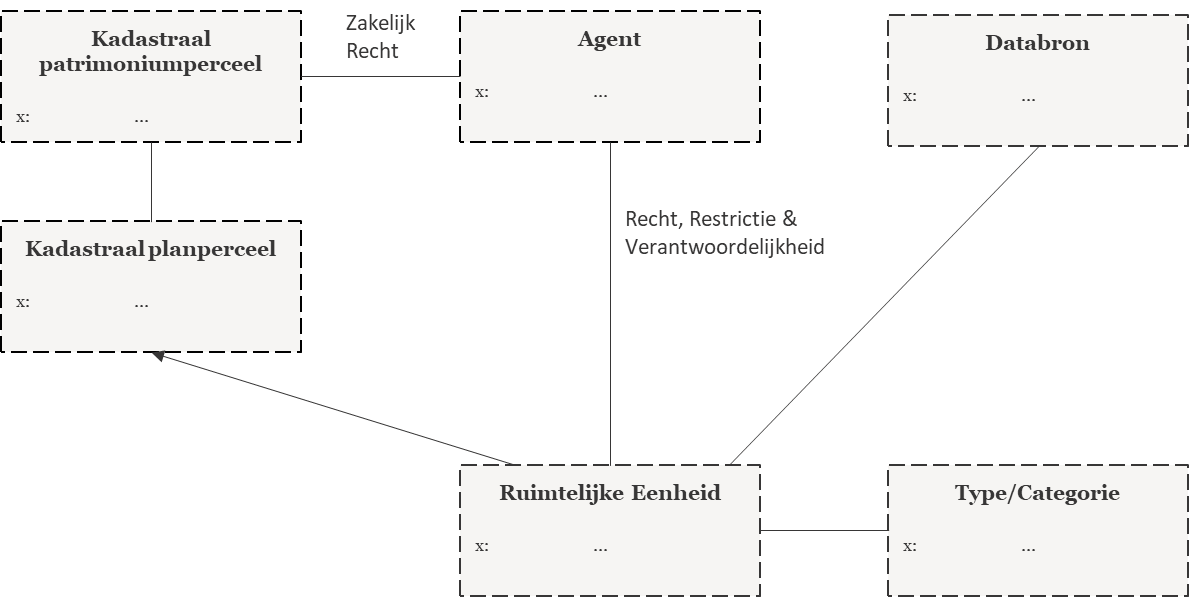 Kadastraal
patrimoniumperceel
x: ...
Zakelijk
Recht
Agent
x: ...
Databron
x: ...
Kadastraal planperceel
x: ...
Recht, Restrictie &
Verantwoordelijkheid
Ruimtelijke Eenheid
x: ...
Type/Categorie
x: ...